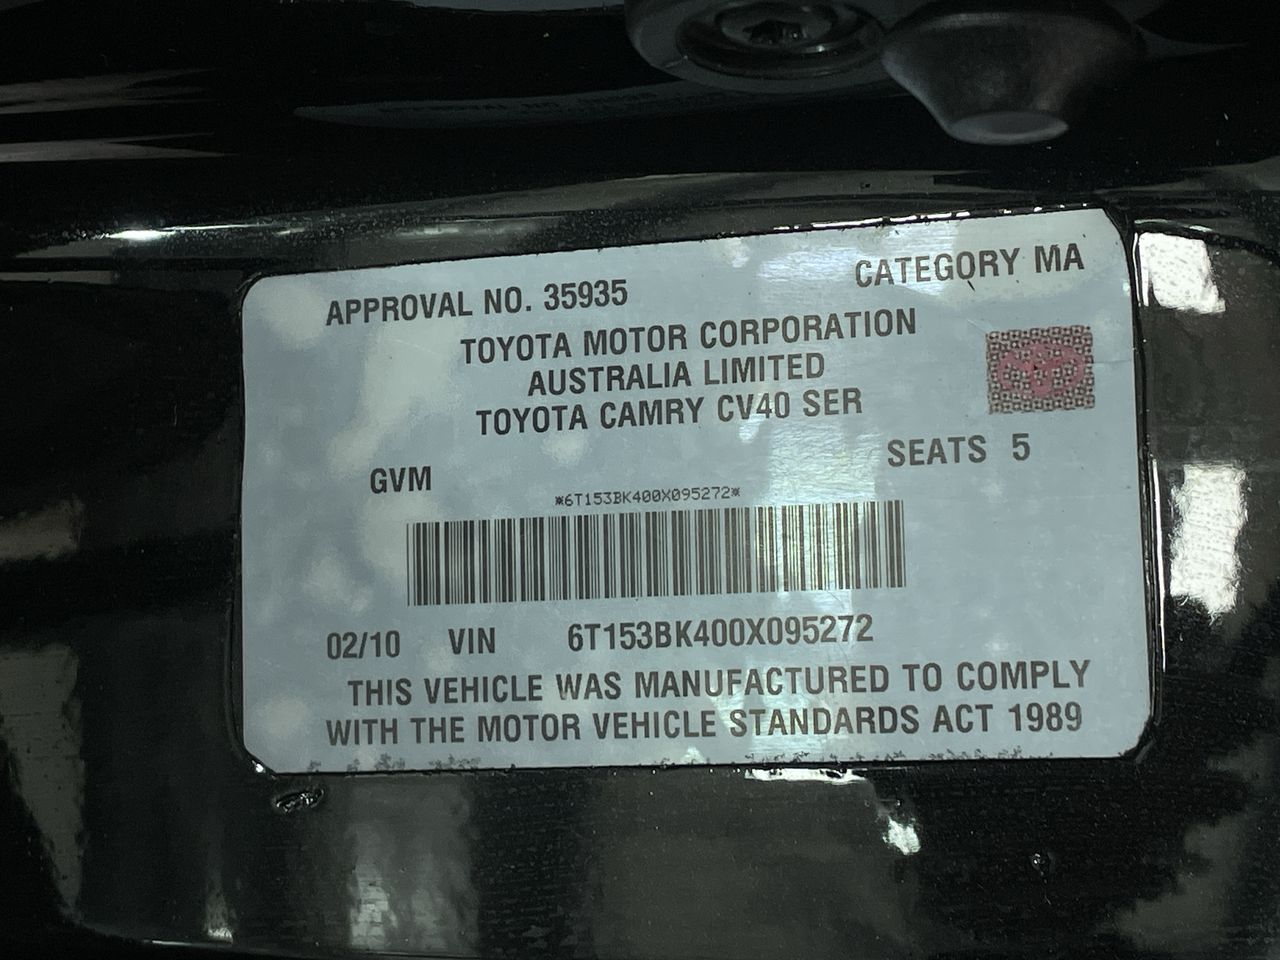 APPROVAL NO. 35935 CATEGORY MA
TOYOTA MOTOR CORPORATION
AUSTRALIA LIMITED
TOYOTA CAMRY CV40 SER
GVM SEATS 5
*6T153BK400X095272*
02/10 VIN 6T153BK400X095272
THIS VEHICLE WAS MANUFACTURED TO COMPLY
WITH THE MOTOR VEHICLE STANDARDS ACT 1989